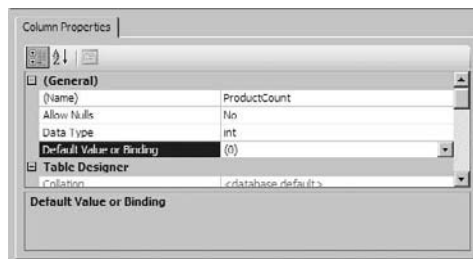 Column Properties
(General)
(Name) ProductCount
Allow Nulls No
Data Type int
Default Value or Binding (0)
Table Designer
Collation <database default>
Default Value or Binding